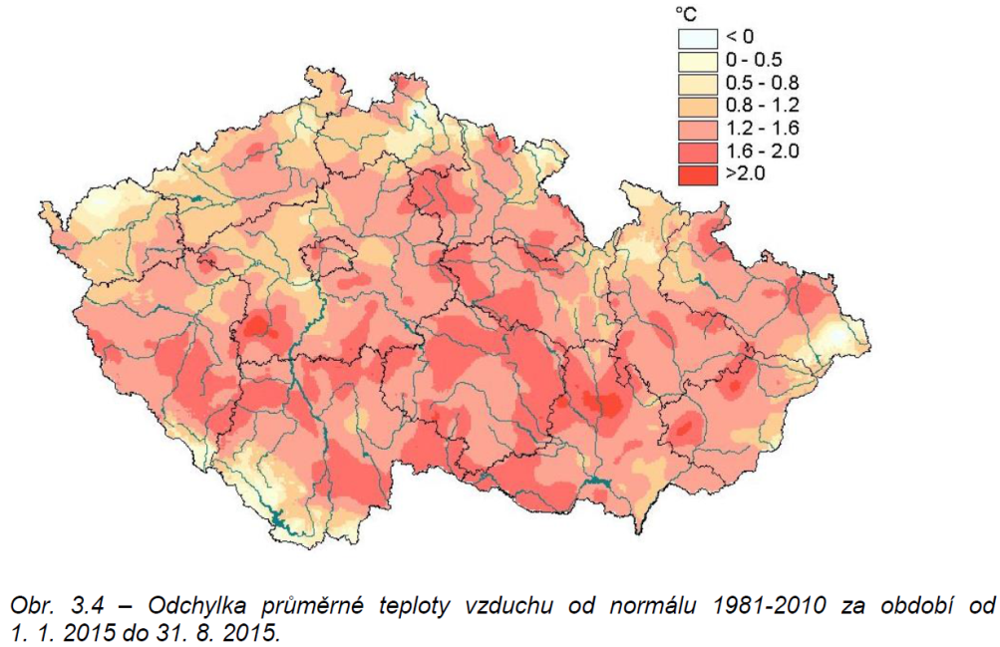 °C
< 0
0 - 0.5
0.5 - 0.8
0.8 - 1.2
1.2 - 1.6
1.6 - 2.0
>2.0
Obr. 3.4 – Odchylka průměrné teploty vzduchu od normálu 1981-2010 za období od
1. 1. 2015 do 31. 8. 2015.